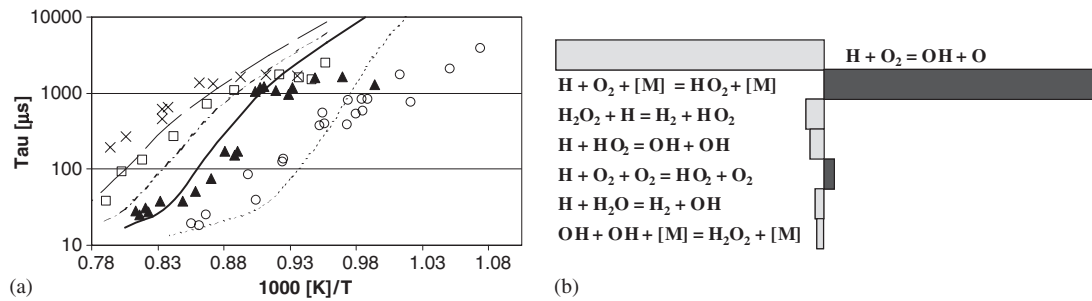 10000
1000
100
10
Tau [µs]
0.78 0.83 0.88 0.93 0.98 1.03 1.08
1000 [K]/T
(a)
H + O₂ = OH + O
H + O₂ + [M] = HO₂ + [M]
H₂O₂ + H = H₂ + HO₂
H + HO₂ = OH + OH
H + O₂ + O₂ = HO₂ + O₂
H + H₂O = H₂ + OH
OH + OH + [M] = H₂O₂ + [M]
(b)